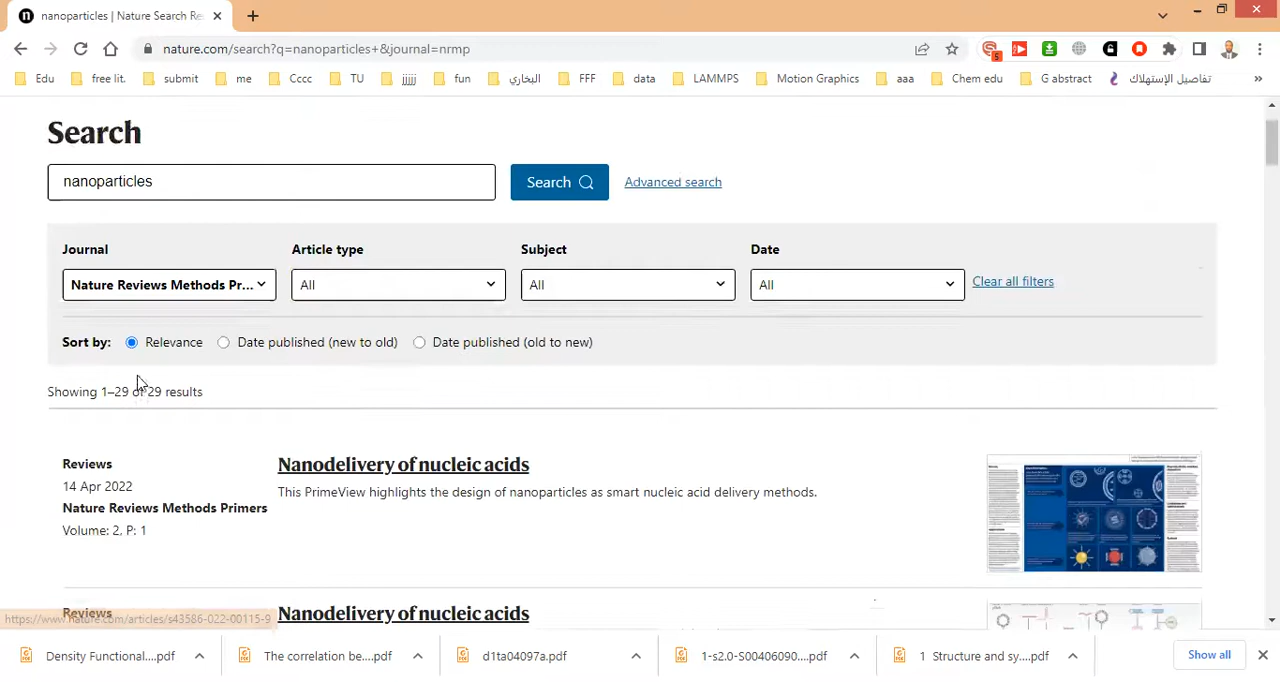 nanoparticles | Nature Search Re
nature.com/search?q=nanoparticles+&journal=nrmp
5
Edu free lit. submit me Cccc TU jjjjj fun البخاري FFF data LAMMPS Motion Graphics aaa Chem edu G abstract تفاصيل الإستهلاك »
Search
nanoparticles Search Advanced search
Journal Article type Subject Date
Nature Reviews Methods Pr... All All All Clear all filters
Sort by: Relevance Date published (new to old) Date published (old to new)
Showing 1–29 of 29 results
Reviews Nanodelivery of nucleic acids
14 Apr 2022 highlights the nanoparticles as smart nucleic acid delivery methods.
Nature Reviews Methods Primers
Volume: 2, P: 1
Reviews Nanodelivery of nucleic acids
https://www.nature.com/articles/s43586-022-00115-9
Density Functional....pdf The correlation be....pdf d1ta04097a.pdf 1-s2.0-S00406090....pdf 1 Structure and sy....pdf Show all